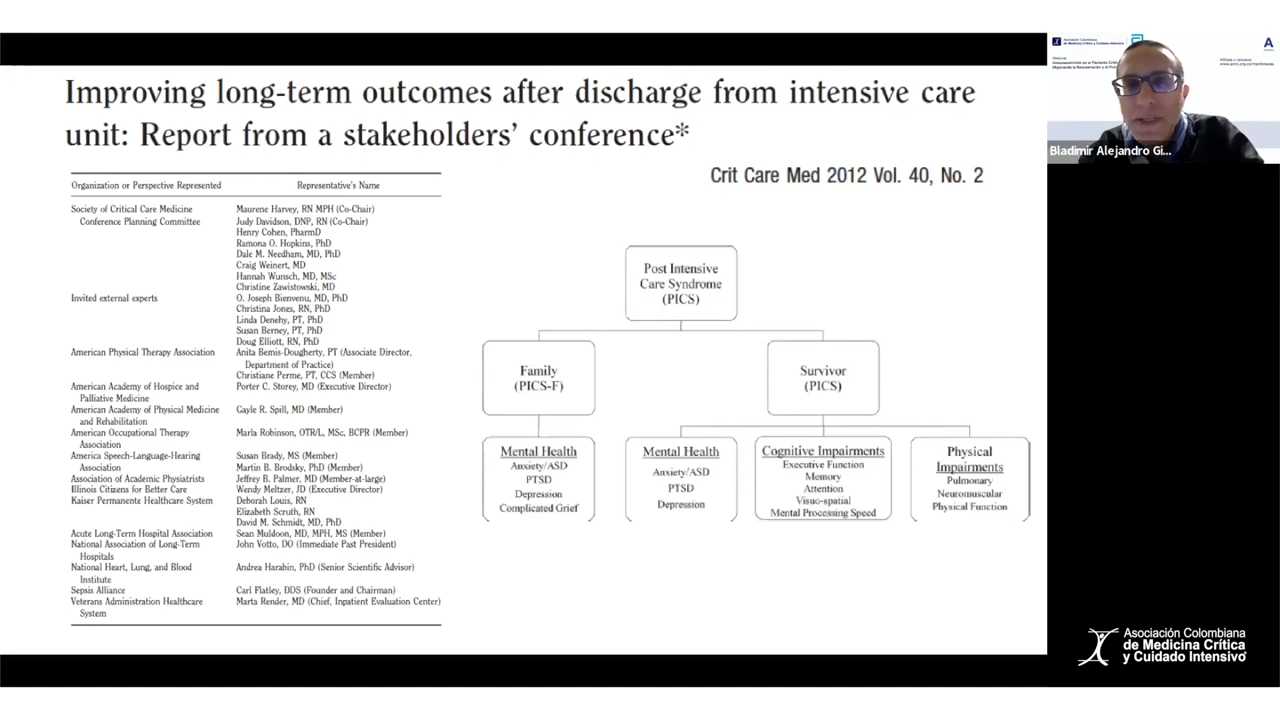 Improving long-term outcomes after discharge from intensive care
unit: Report from a stakeholders' conference*
Crit Care Med 2012 Vol. 40, No. 2
Organization or Perspective Represented Representative's Name
Society of Critical Care Medicine Maurene Harvey, RN MPH (Co-Chair)
Conference Planning Committee Judy Davidson, DNP, RN (Co-Chair)
Henry Cohen, PharmD
Ramona O. Hopkins, PhD
Dale M. Needham, MD, PhD
Craig Weinert, MD
Hannah Wunsch, MD, MSc
Christine Zawistowski, MD
Invited external experts O. Joseph Bienvenu, MD, PhD
Christina Jones, RN, PhD
Linda Denehy, PT, PhD
Susan Berney, PT, PhD
Doug Elliott, RN, PhD
American Physical Therapy Association Anita Bemis-Dougherty, PT (Associate Director,
Department of Practice)
Christiane Perme, PT, CCS (Member)
American Academy of Hospice and Porter C. Storey, MD (Executive Director)
Palliative Medicine
American Academy of Physical Medicine Gayle R. Spill, MD (Member)
and Rehabilitation
American Occupational Therapy Marla Robinson, OTR/L, MSc, BCPR (Member)
Association
America Speech-Language-Hearing Susan Brady, MS (Member)
Association Martin B. Brodsky, PhD (Member)
Association of Academic Physiatrists Jeffrey B. Palmer, MD (Member-at-large)
Illinois Citizens for Better Care Wendy Meltzer, JD (Executive Director)
Kaiser Permanente Healthcare System Deborah Louis, RN
Elizabeth Scruth, RN
David M. Schmidt, MD, PhD
Acute Long-Term Hospital Association Sean Muldoon, MD, MPH, MS (Member)
National Association of Long-Term John Votto, DO (Immediate Past President)
Hospitals
National Heart, Lung, and Blood Andrea Harabin, PhD (Senior Scientific Advisor)
Institute
Sepsis Alliance Carl Flatley, DDS (Founder and Chairman)
Veterans Administration Healthcare Marta Render, MD (Chief, Inpatient Evaluation Center)
System
Post Intensive
Care Syndrome
(PICS)
Family
(PICS-F)
Survivor
(PICS)
Mental Health
Anxiety/ASD
PTSD
Depression
Complicated Grief
Mental Health
Anxiety/ASD
PTSD
Depression
Cognitive Impairments
Executive Function
Memory
Attention
Visuo-spatial
Mental Processing Speed
Physical
Impairments
Pulmonary
Neuromuscular
Physical Function
Asociación Colombiana
de Medicina Crítica y Cuidado Intensivo
Webinar
A
Bladimir Alejandro Gi...
Asociación Colombiana
de Medicina Crítica
y Cuidado Intensivo